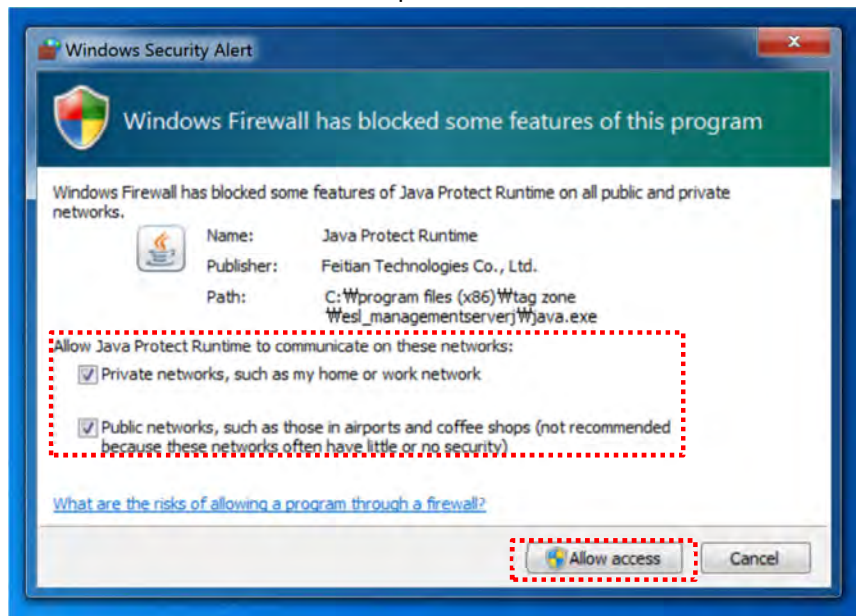 Windows Security Alert
Windows Firewall has blocked some features of this program
Windows Firewall has blocked some features of Java Protect Runtime on all public and private
networks.
Name: Java Protect Runtime
Publisher: Feitian Technologies Co., Ltd.
Path: C:₩program files (x86)₩tag zone
₩esl_managementserverj₩java.exe
Allow Java Protect Runtime to communicate on these networks:
Private networks, such as my home or work network
Public networks, such as those in airports and coffee shops (not recommended
because these networks often have little or no security)
What are the risks of allowing a program through a firewall?
Allow access Cancel